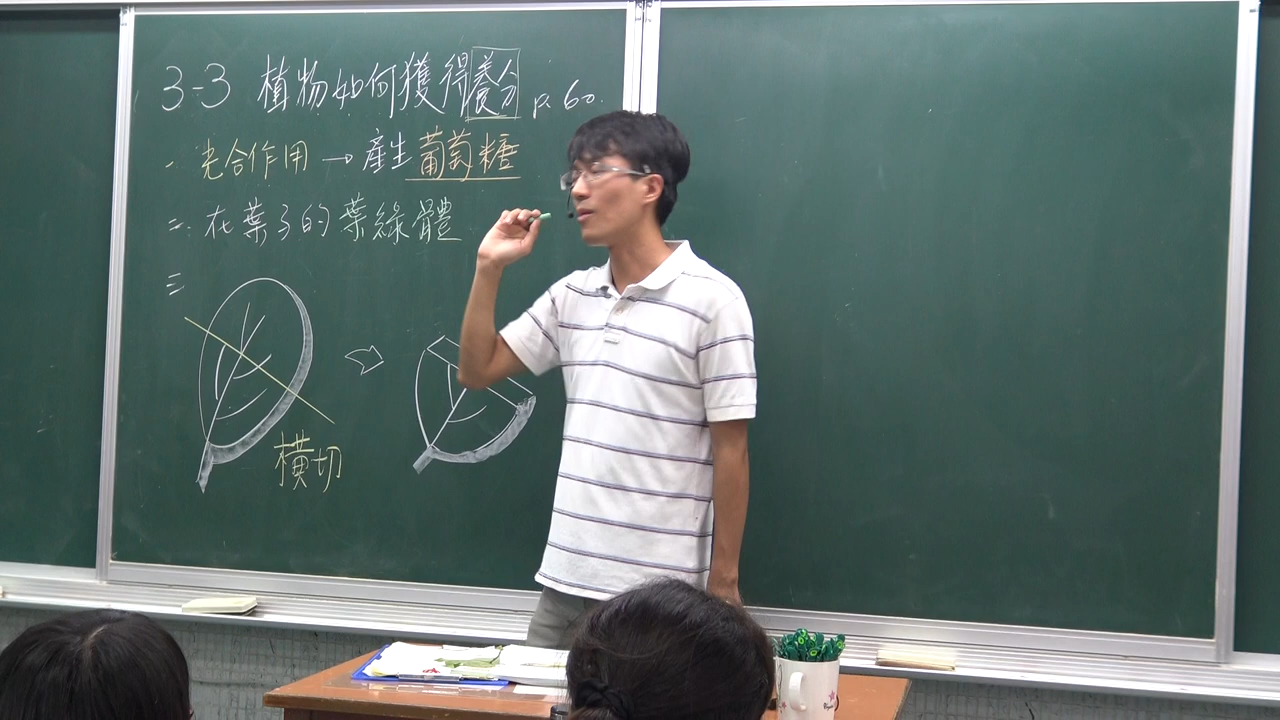 3-3 植物如何獲得養分 p.60.
一. 光合作用 → 產生葡萄糖
二. 在葉子的葉綠體
三
橫切